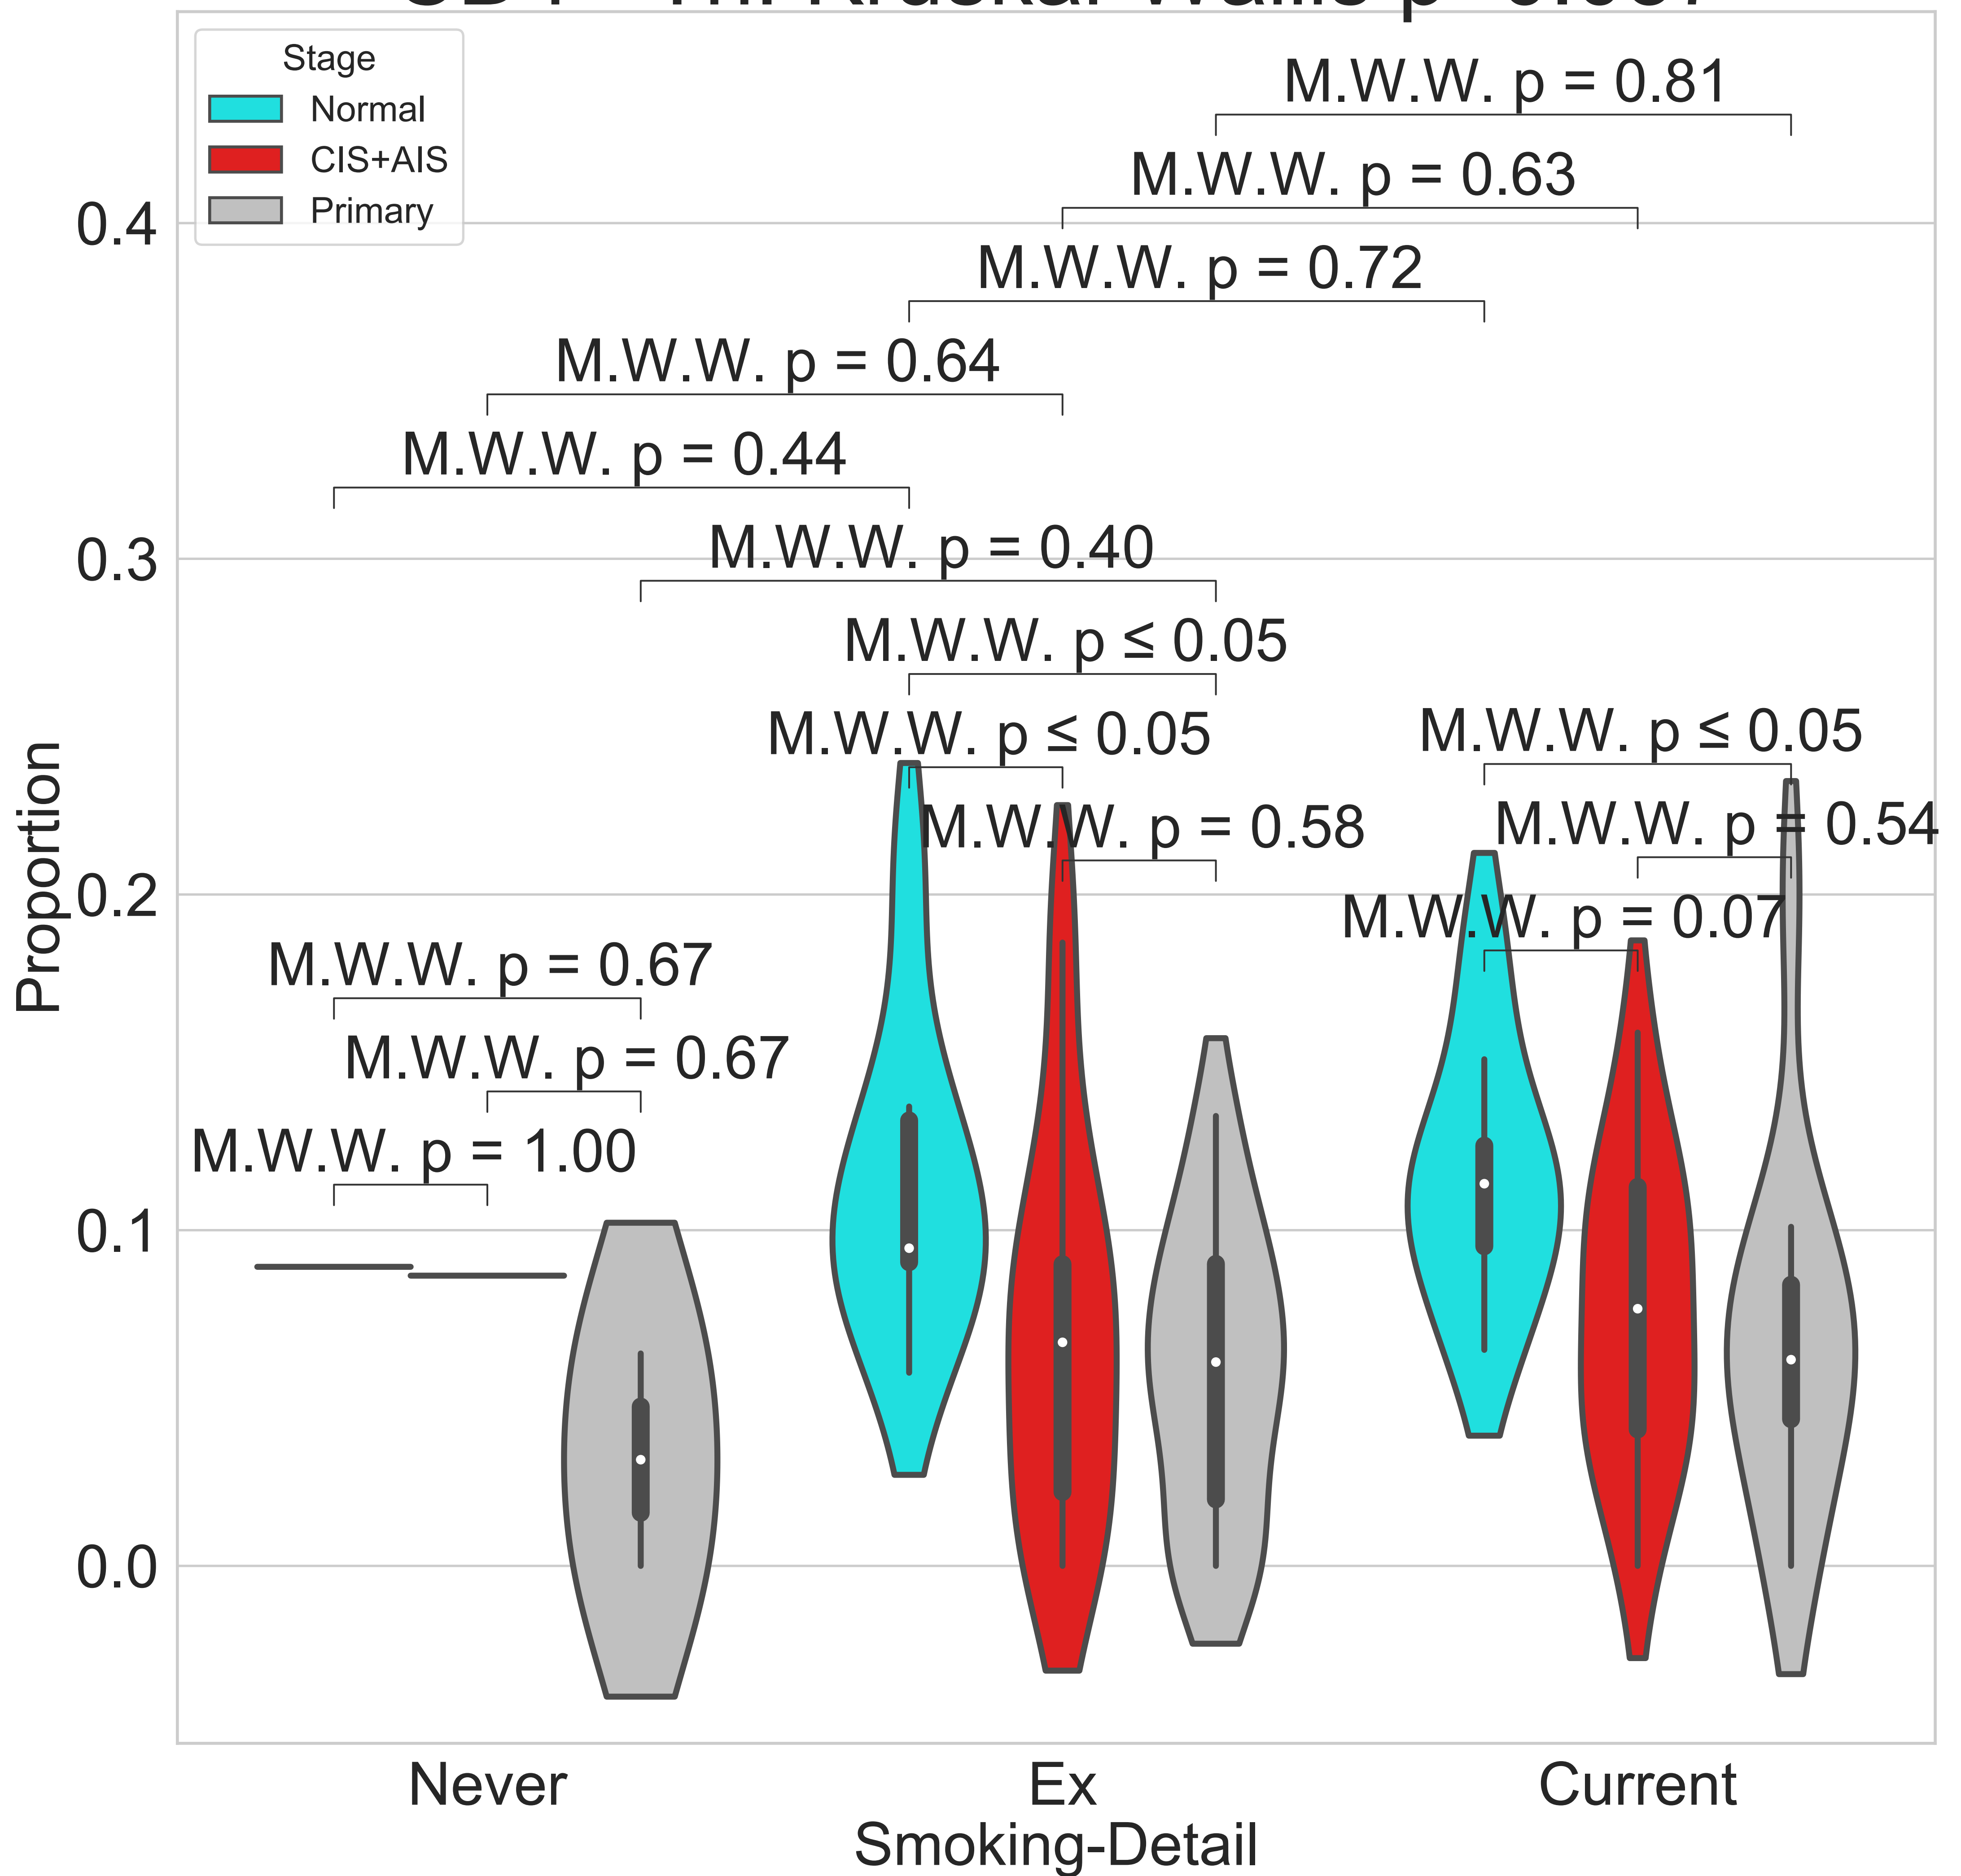 Stage
Normal
CIS+AIS
Primary
M.W.W. p = 0.81
M.W.W. p = 0.63
M.W.W. p = 0.72
M.W.W. p = 0.64
M.W.W. p = 0.44
M.W.W. p = 0.40
M.W.W. p ≤ 0.05
M.W.W. p ≤ 0.05
M.W.W. p ≤ 0.05
M.W.W. p = 0.58
M.W.W. p = 0.54
M.W.W. p = 0.07
M.W.W. p = 0.67
M.W.W. p = 0.67
M.W.W. p = 1.00
0.4
0.3
0.2
0.1
0.0
Proportion
Never
Ex
Current
Smoking-Detail